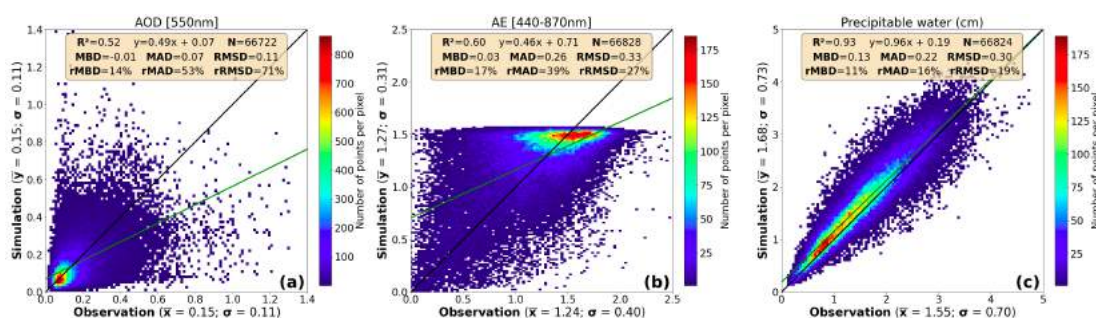 AOD [550nm]
R²=0.52 y=0.49x + 0.07 N=66722
MBD=-0.01 MAD=0.07 RMSD=0.11
rMBD=14% rMAD=53% rRMSD=71%
1.4
1.2
1.0
0.8
0.6
0.4
0.2
0.0
Simulation (y̅ = 0.15; σ = 0.11)
0.0 0.2 0.4 0.6 0.8 1.0 1.2 1.4
Observation (x̅ = 0.15; σ = 0.11)
(a)
800
700
600
500
400
300
200
100
Number of points per pixel
AE [440-870nm]
R²=0.60 y=0.46x + 0.71 N=66828
MBD=0.03 MAD=0.26 RMSD=0.33
rMBD=17% rMAD=39% rRMSD=27%
2.5
2.0
1.5
1.0
0.5
0.0
Simulation (y̅ = 1.27; σ = 0.31)
0.0 0.5 1.0 1.5 2.0 2.5
Observation (x̅ = 1.24; σ = 0.40)
(b)
175
150
125
100
75
50
25
Number of points per pixel
Precipitable water (cm)
R²=0.93 y=0.96x + 0.19 N=66824
MBD=0.13 MAD=0.22 RMSD=0.30
rMBD=11% rMAD=16% rRMSD=19%
5
4
3
2
1
0
Simulation (y̅ = 1.68; σ = 0.73)
0 1 2 3 4 5
Observation (x̅ = 1.55; σ = 0.70)
(c)
175
150
125
100
75
50
25
Number of points per pixel